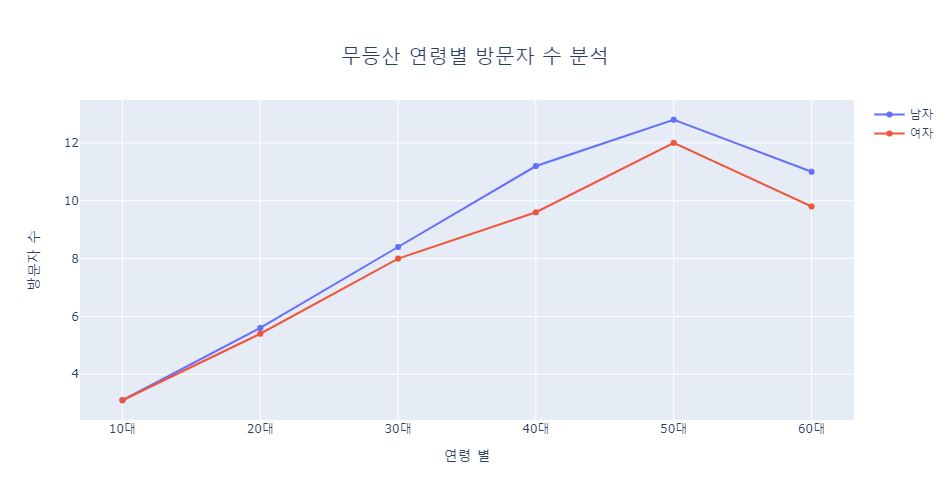 무등산 연령별 방문자 수 분석
남자
여자
방문자 수
12
10
8
6
4
10대
20대
30대
40대
50대
60대
연령 별